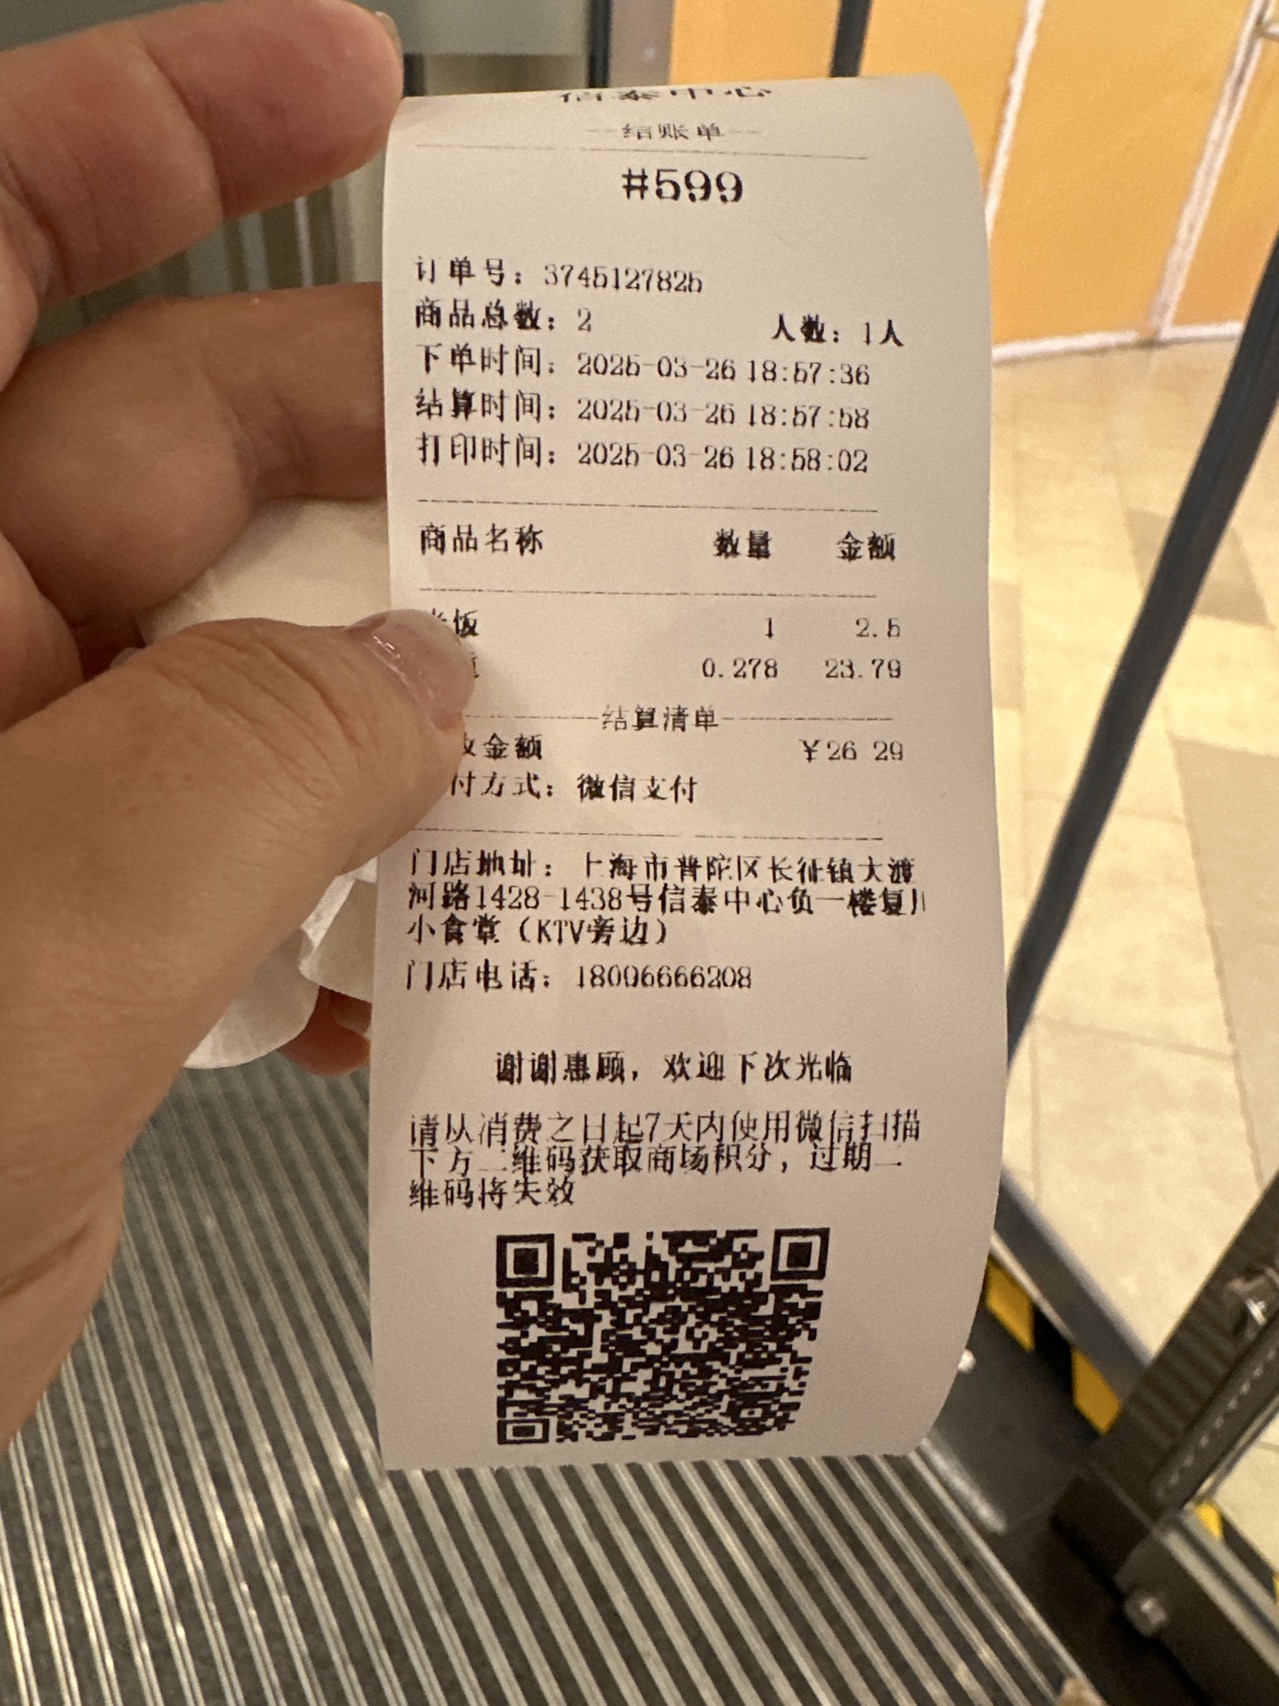 信泰中心
结账单
#599
订单号：3745127825
商品总数：2 人数：1人
下单时间：2025-03-26 18:57:36
结算时间：2025-03-26 18:57:58
打印时间：2025-03-26 18:58:02
商品名称 数量 金额
米饭 1 2.5
0.278 23.79
结算清单
金额 ¥26.29
付方式：微信支付
门店地址：上海市普陀区长征镇大渡
河路1428-1438号信泰中心负一楼复川
小食堂（KTV旁边）
门店电话：18096666208
谢谢惠顾，欢迎下次光临
请从消费之日起7天内使用微信扫描
下方二维码获取商场积分，过期二
维码将失效